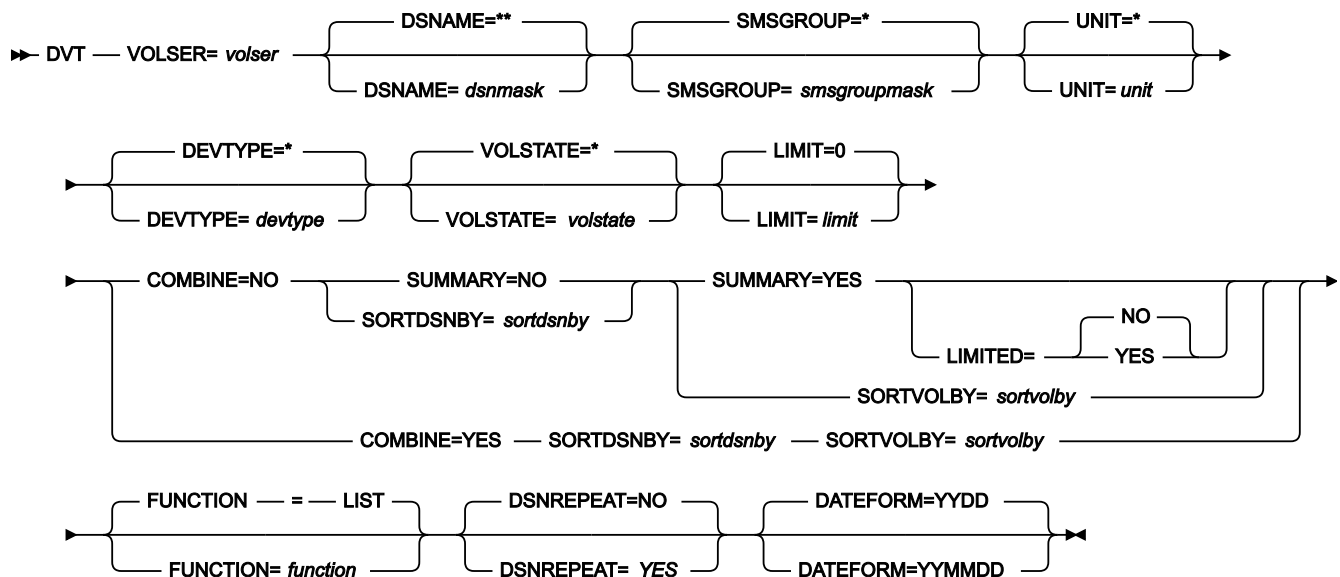 DSNAME=** SMSGROUP=* UNIT=*
DVT VOLSER= volser
DSNAME= dsnmask SMSGROUP= smsgroupmask UNIT= unit
DEVTYPE=* VOLSTATE=* LIMIT=0
DEVTYPE= devtype VOLSTATE= volstate LIMIT= limit
COMBINE=NO SUMMARY=NO SUMMARY=YES
SORTDSNBY= sortdsnby NO
LIMITED= YES
SORTVOLBY= sortvolby
COMBINE=YES SORTDSNBY= sortdsnby SORTVOLBY= sortvolby
FUNCTION = LIST DSNREPEAT=NO DATEFORM=YYDD
FUNCTION= function DSNREPEAT= YES DATEFORM=YYMMDD